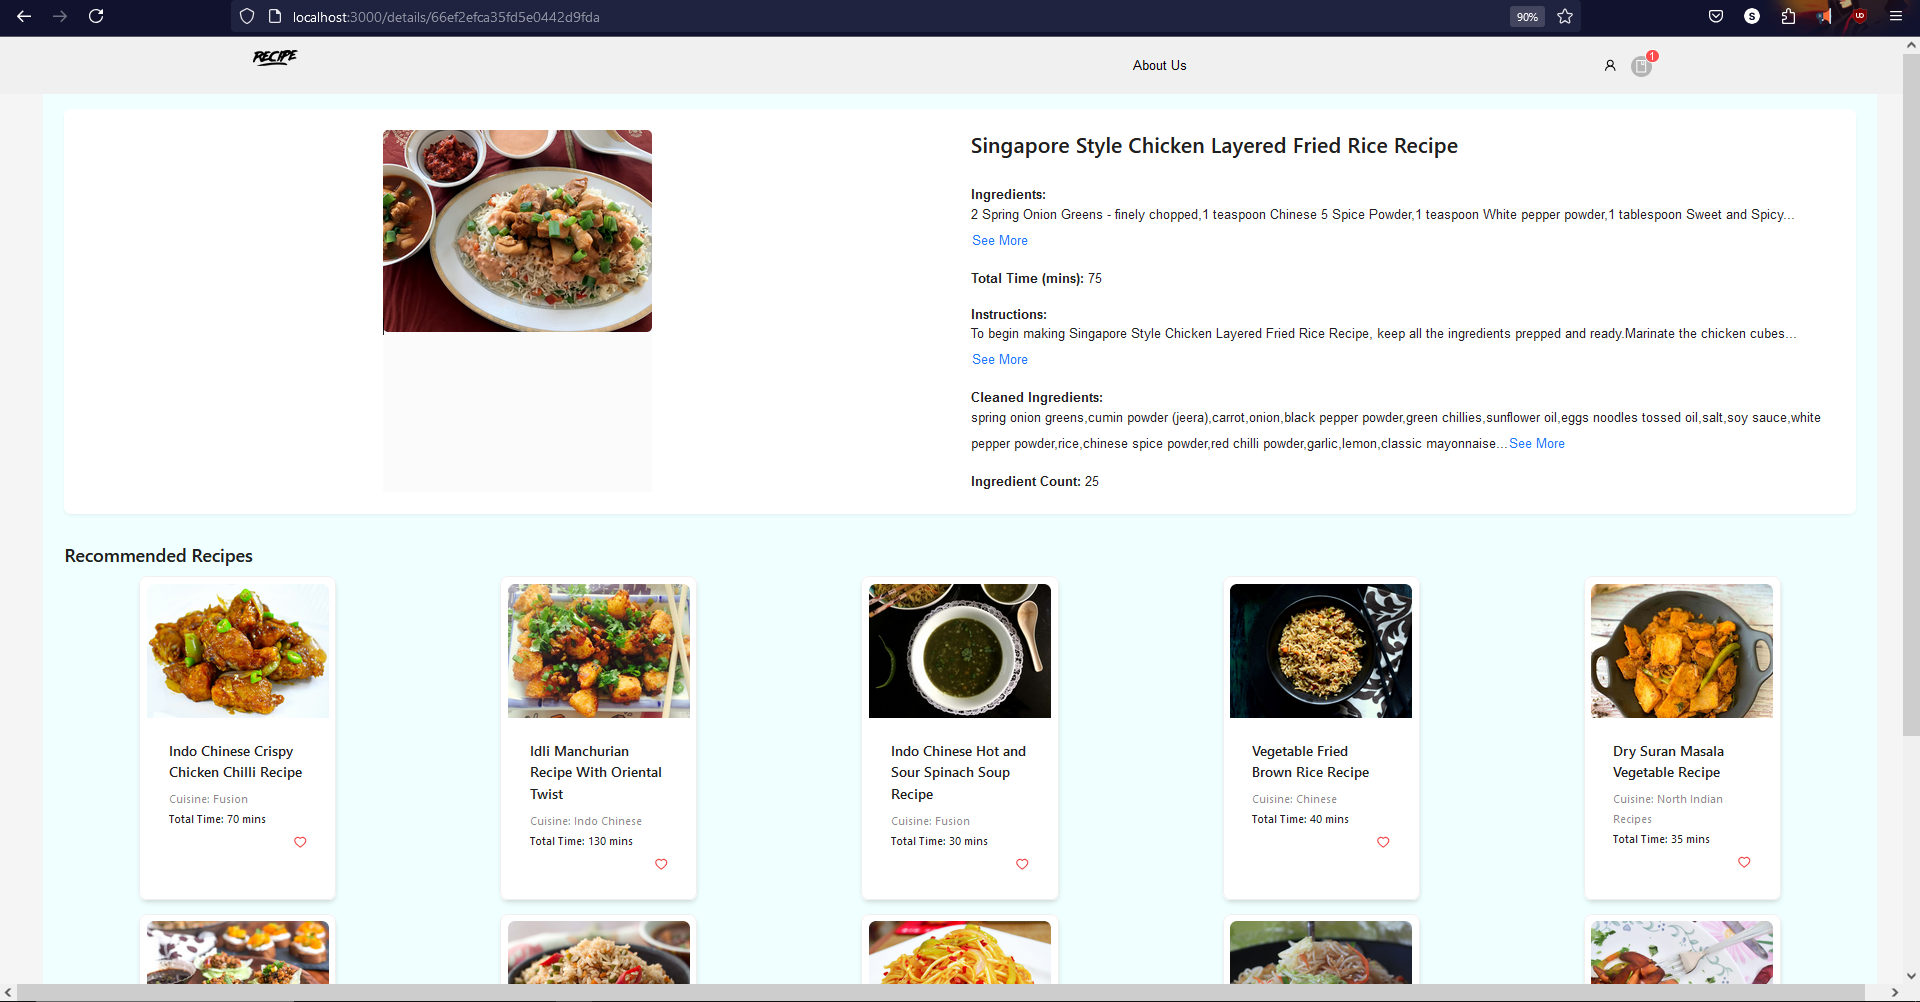 localhost:3000/details/66ef2efca35fd5e0442d9fda
90%
S
UD
RECIPE
About Us
1
Singapore Style Chicken Layered Fried Rice Recipe
Ingredients:
2 Spring Onion Greens - finely chopped,1 teaspoon Chinese 5 Spice Powder,1 teaspoon White pepper powder,1 tablespoon Sweet and Spicy...
See More
Total Time (mins): 75
Instructions:
To begin making Singapore Style Chicken Layered Fried Rice Recipe, keep all the ingredients prepped and ready.Marinate the chicken cubes...
See More
Cleaned Ingredients:
spring onion greens,cumin powder (jeera),carrot,onion,black pepper powder,green chillies,sunflower oil,eggs noodles tossed oil,salt,soy sauce,white
pepper powder,rice,chinese spice powder,red chilli powder,garlic,lemon,classic mayonnaise...See More
Ingredient Count: 25
Recommended Recipes
Indo Chinese Crispy
Chicken Chilli Recipe
Cuisine: Fusion
Total Time: 70 mins
Idli Manchurian
Recipe With Oriental
Twist
Cuisine: Indo Chinese
Total Time: 130 mins
Indo Chinese Hot and
Sour Spinach Soup
Recipe
Cuisine: Fusion
Total Time: 30 mins
Vegetable Fried
Brown Rice Recipe
Cuisine: Chinese
Total Time: 40 mins
Dry Suran Masala
Vegetable Recipe
Cuisine: North Indian
Recipes
Total Time: 35 mins